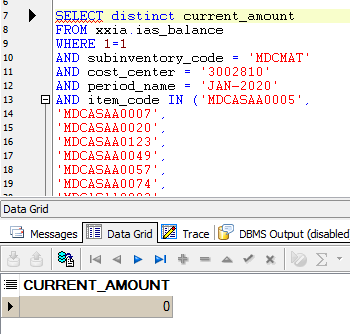 7 SELECT distinct current_amount
8 FROM xxia.ias_balance
9 WHERE 1=1
10 AND subinventory_code = 'MDCMAT'
11 AND cost_center = '3002810'
12 AND period_name = 'JAN-2020'
13 AND item_code IN ('MDCASAA0005',
14 'MDCASAA0007',
15 'MDCASAA0020',
16 'MDCASAA0123',
17 'MDCASAA0049',
18 'MDCASAA0057',
19 'MDCASAA0074',
Data Grid
Messages Data Grid Trace DBMS Output (disabled
CURRENT_AMOUNT
0